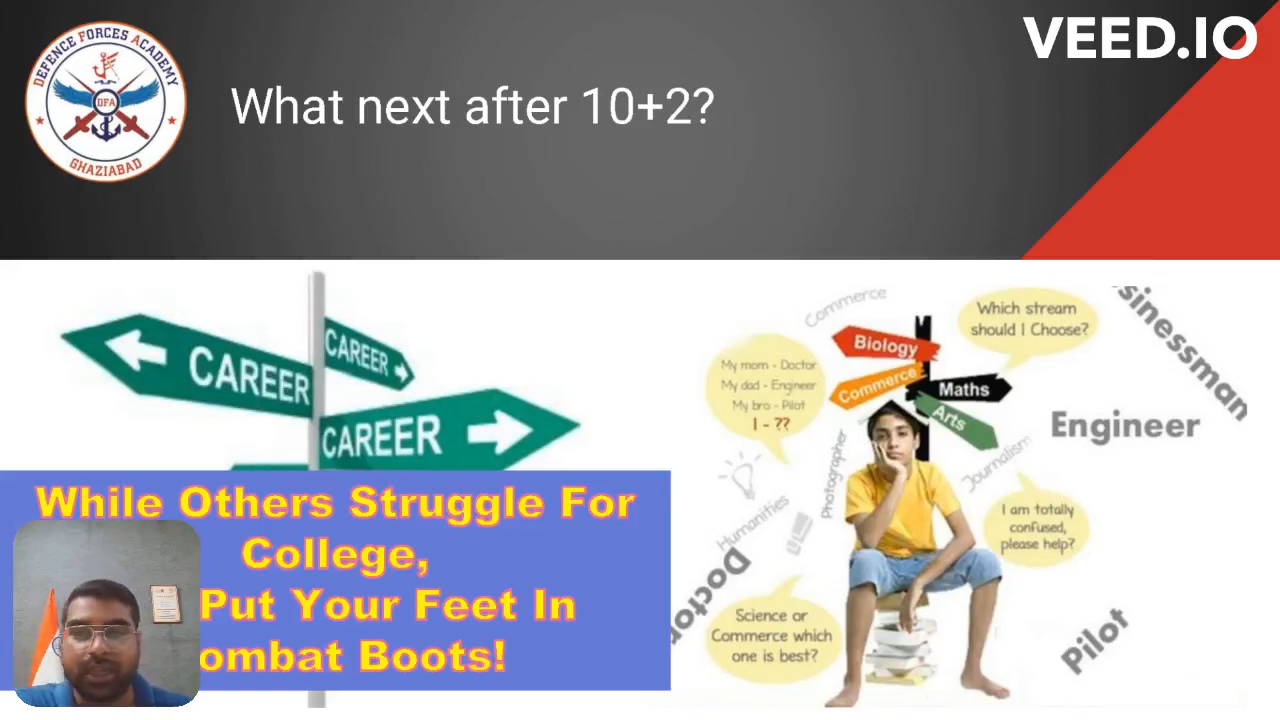 DEFENCE FORCES ACADEMY
DFA
GHAZIABAD
What next after 10+2?
VEED.IO
CAREER
CAREER
CAREER
While Others Struggle For
College,
Put Your Feet In
ombat Boots!
Commerce
Which stream
should I Choose?
sinessman
Biology
My mom - Doctor
My dad - Engineer
My bro - Pilot
I - ??
Commerce
Maths
Arts
Engineer
Photographer
Journalism
Humanities
I am totally
confused,
please help?
Doctor
Science or
Commerce which
one is best?
Pilot